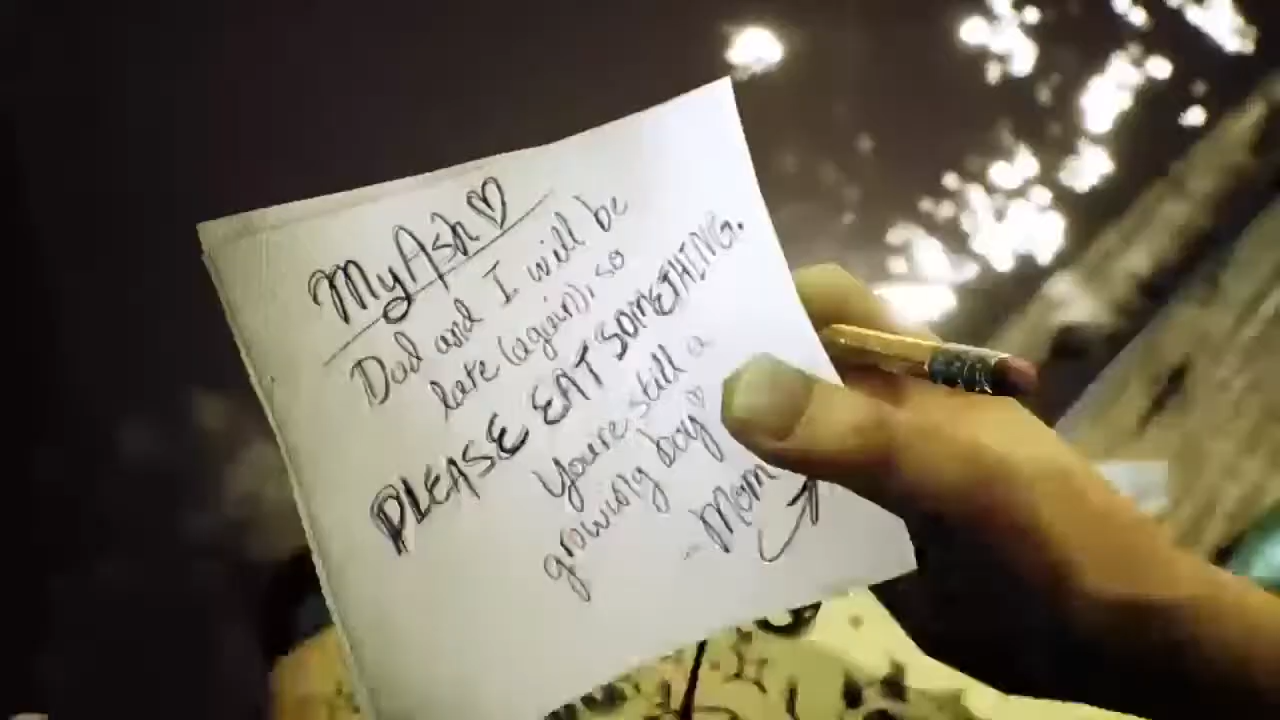 My Ash ♡
Dad and I will be
late (again), so
PLEASE EAT SOMETHING.
You're still a
growing boy ♡
- Mom